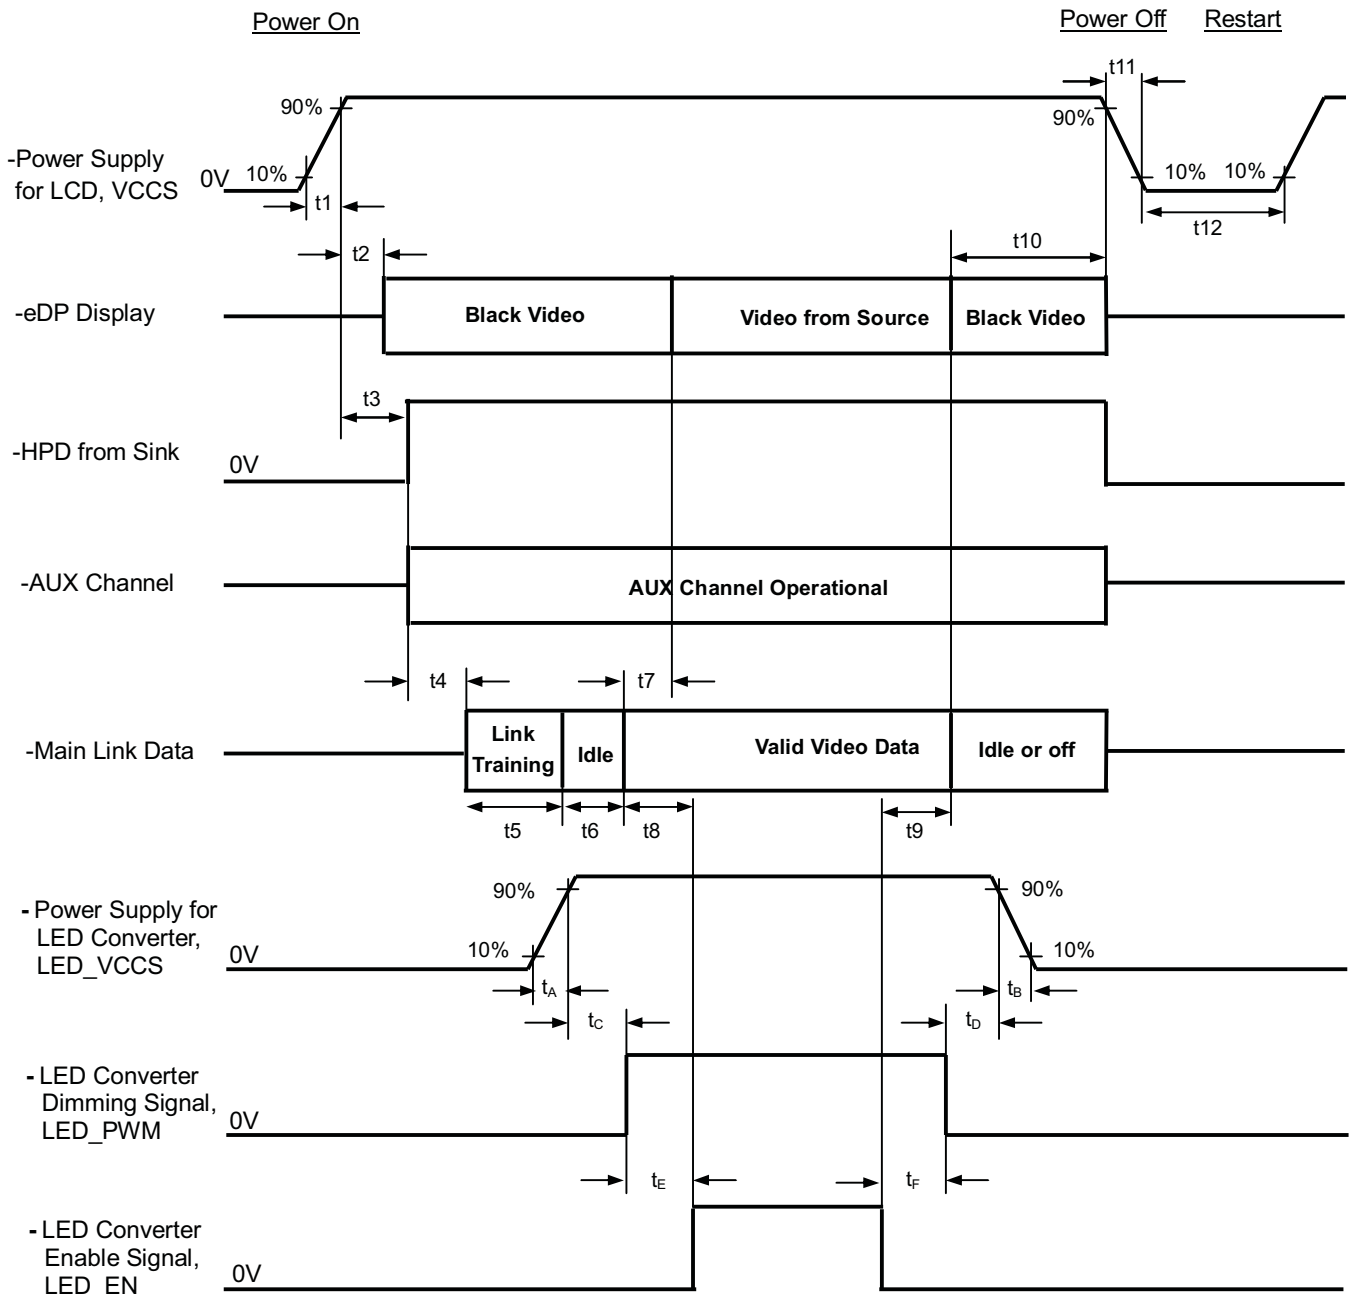 Power On
Power Off
Restart
t11
90%
90%
-Power Supply
for LCD, VCCS
0V
10%
10%
10%
t1
t12
t2
t10
-eDP Display
Black Video
Video from Source
Black Video
t3
-HPD from Sink
0V
-AUX Channel
AUX Channel Operational
t4
t7
-Main Link Data
Link
Training
Idle
Valid Video Data
Idle or off
t5
t6
t8
t9
90%
90%
- Power Supply for
LED Converter,
LED_VCCS
0V
10%
10%
tA
tB
tC
tD
- LED Converter
Dimming Signal,
LED_PWM
0V
tE
tF
- LED Converter
Enable Signal,
LED_EN
0V